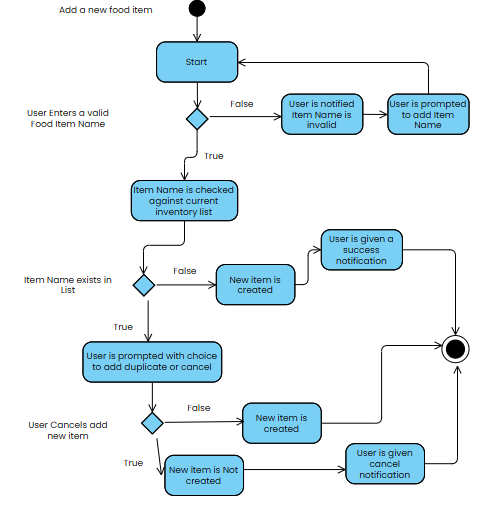 Add a new food item
Start
User Enters a valid
Food Item Name
False
User is notified
Item Name is
invalid
User is prompted
to add Item
Name
True
Item Name is checked
against current
inventory list
Item Name exists in
List
False
New item is
created
User is given a
success
notification
True
User is prompted with choice
to add duplicate or cancel
User Cancels add
new item
False
New item is
created
True
New item is Not
created
User is given
cancel
notification